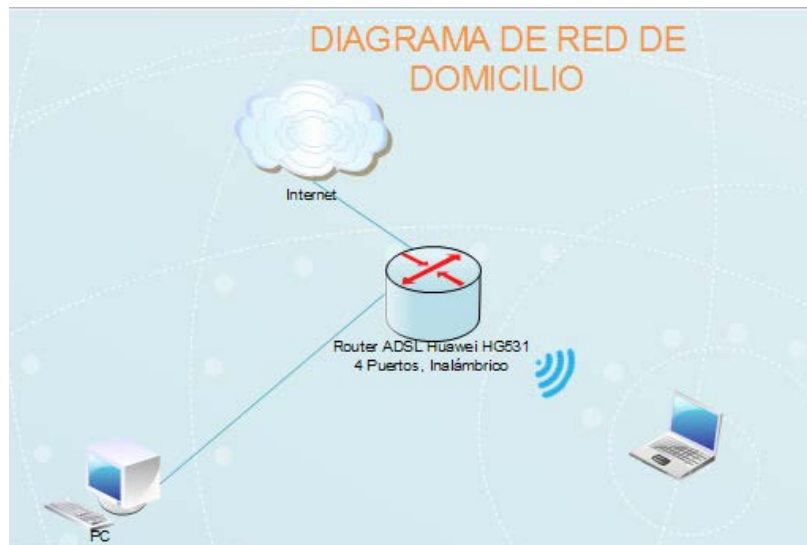 DIAGRAMA DE RED DE
DOMICILIO
Internet
Router ADSL Huawei HG531
4 Puertos, Inalámbrico
PC